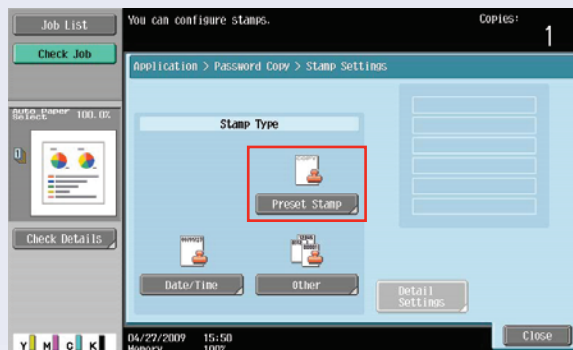 Job List
You can configure stamps.
Copies:
1
Check Job
Application > Password Copy > Stamp Settings
Auto Paper Select
100.0%
Stamp Type
Preset Stamp
Check Details
Date/Time
Other
Detail
Settings
04/27/2009 15:50
Memory 100%
Close
Y M C K